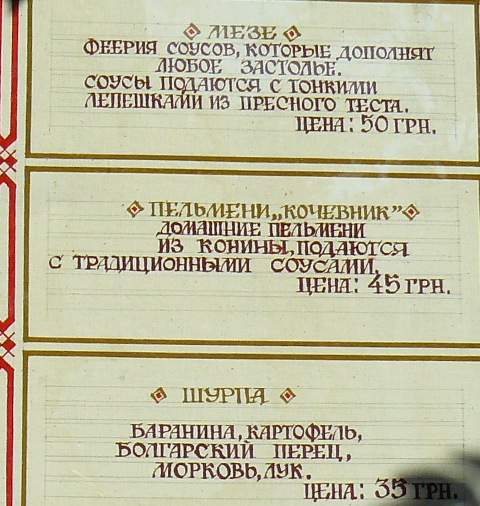 МЕЗЕ
ФЕЕРИЯ СОУСОВ, КОТОРЫЕ ДОПОЛНЯТ
ЛЮБОЕ ЗАСТОЛЬЕ.
СОУСЫ ПОДАЮТСЯ С ТОНКИМИ
ЛЕПЕШКАМИ ИЗ ПРЕСНОГО ТЕСТА.
ЦЕНА: 50 ГРН.
ПЕЛЬМЕНИ „КОЧЕВНИК”
ДОМАШНИЕ ПЕЛЬМЕНИ
ИЗ КОНИНЫ, ПОДАЮТСЯ
С ТРАДИЦИОННЫМИ СОУСАМИ.
ЦЕНА: 45 ГРН.
ШУРПА
БАРАНИНА, КАРТОФЕЛЬ,
БОЛГАРСКИЙ ПЕРЕЦ,
МОРКОВЬ, ЛУК.
ЦЕНА: 35 ГРН.